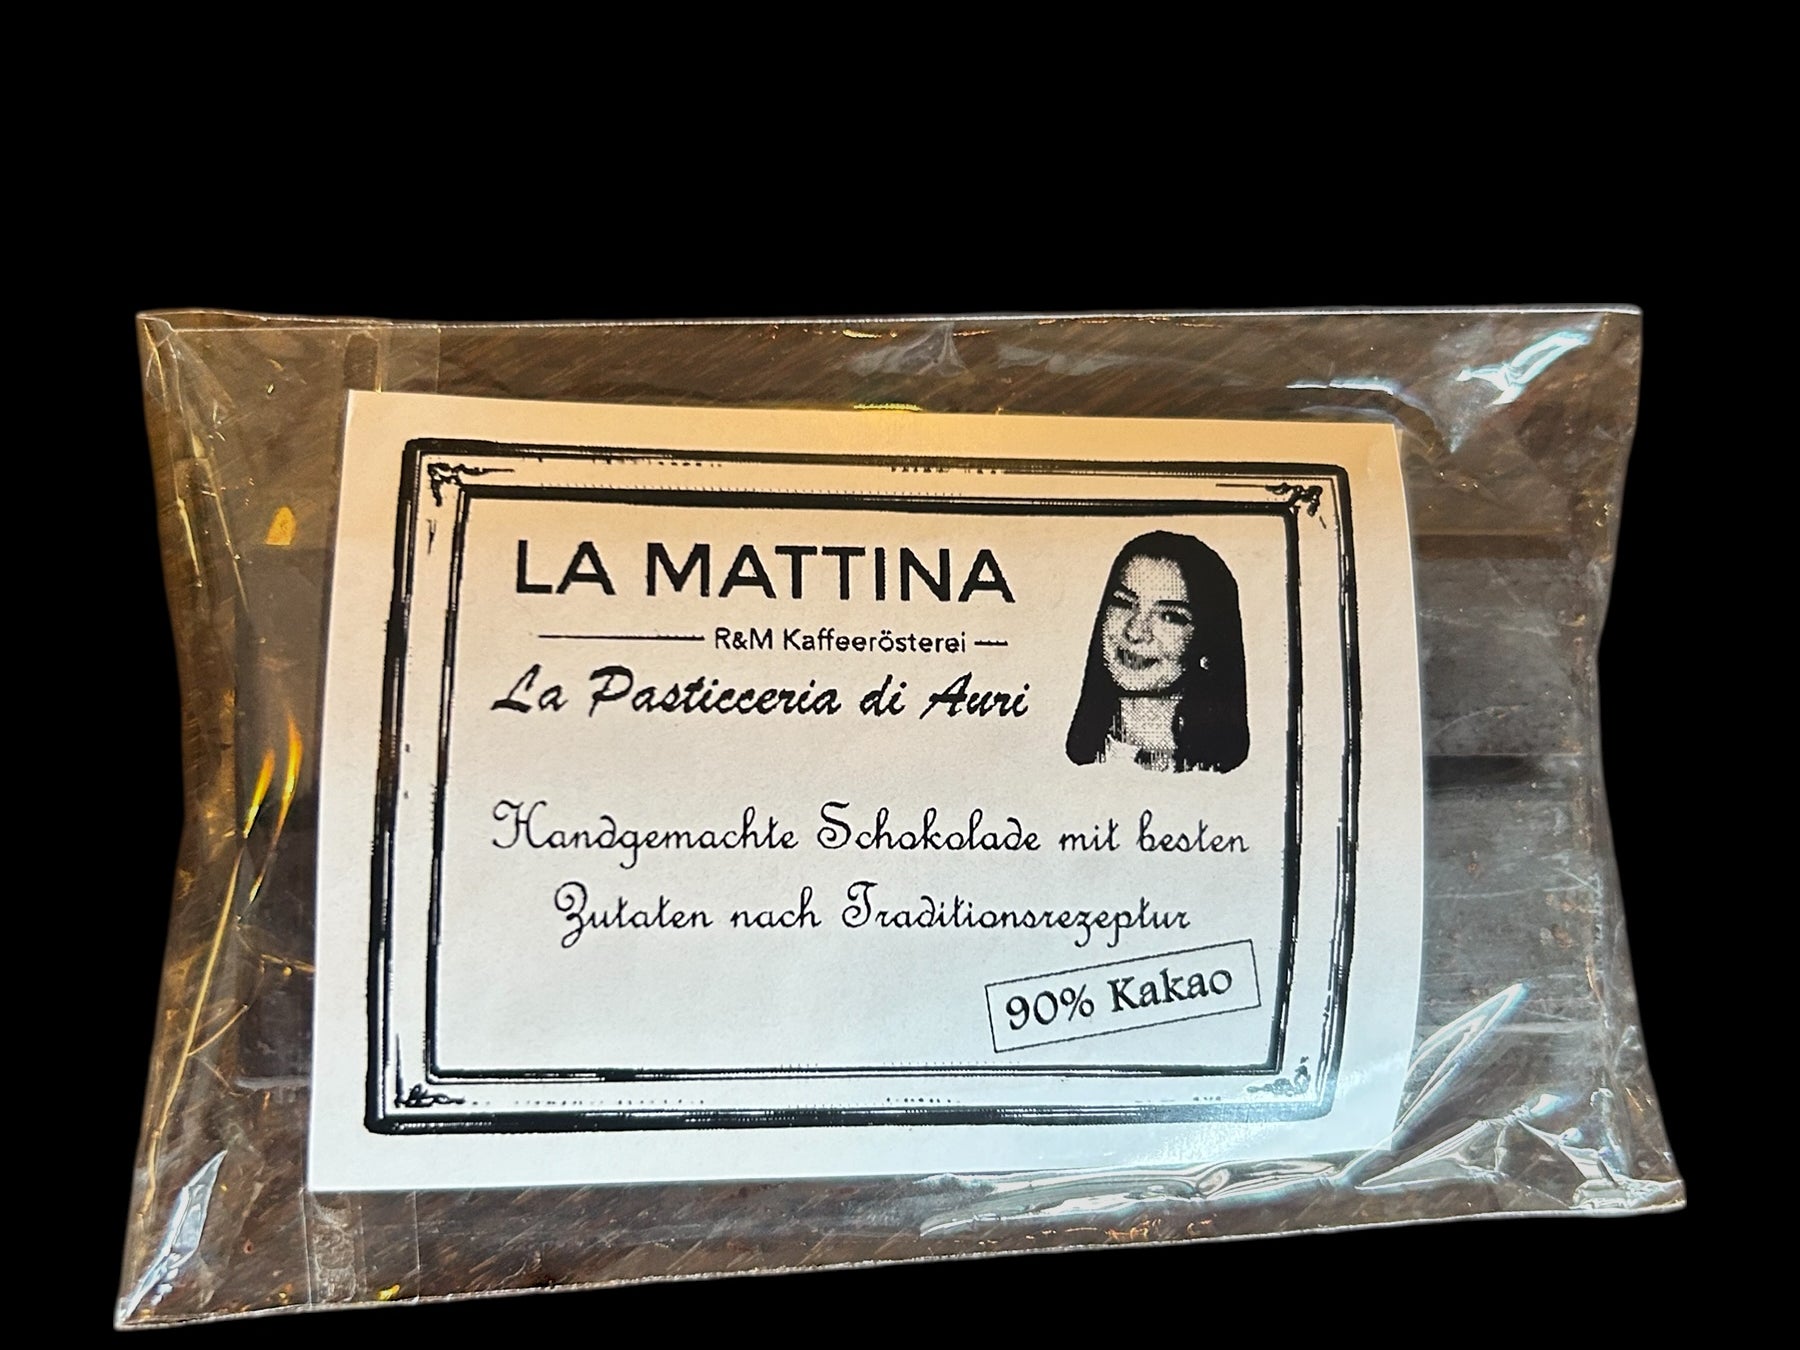 LA MATTINA
R&M Kaffeerösterei
La Pasticceria di Auri
Handgemachte Schokolade mit besten
Zutaten nach Traditionsrezeptur
90% Kakao